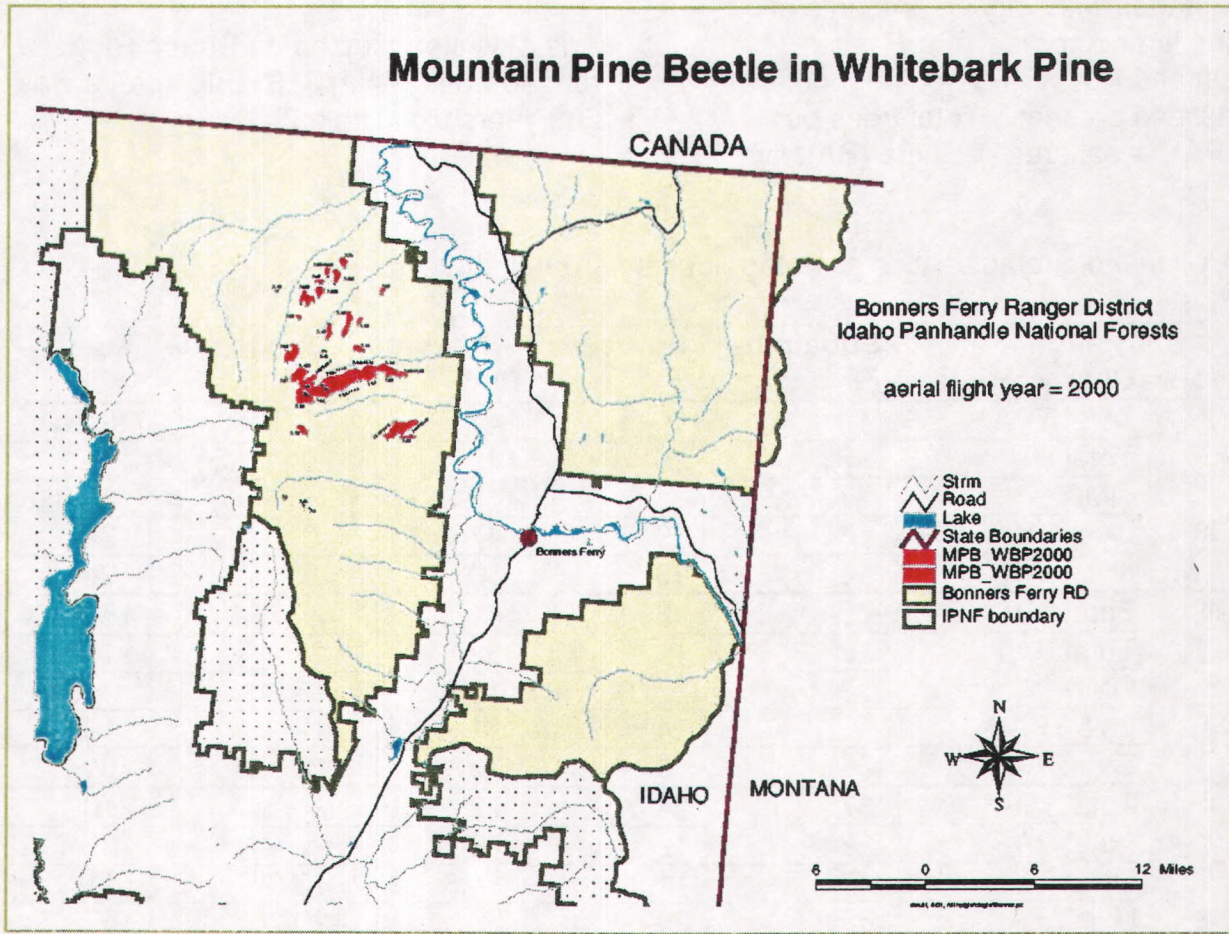 Mountain Pine Beetle in Whitebark Pine
CANADA
Bonners Ferry Ranger District
Idaho Panhandle National Forests
aerial flight year = 2000
Strm
Road
Lake
State Boundaries
MPB_WBP2000
MPB_WBP2000
Bonners Ferry RD
IPNF boundary
Bonners Ferry
N
W E
S
IDAHO MONTANA
6 0 6 12 Miles